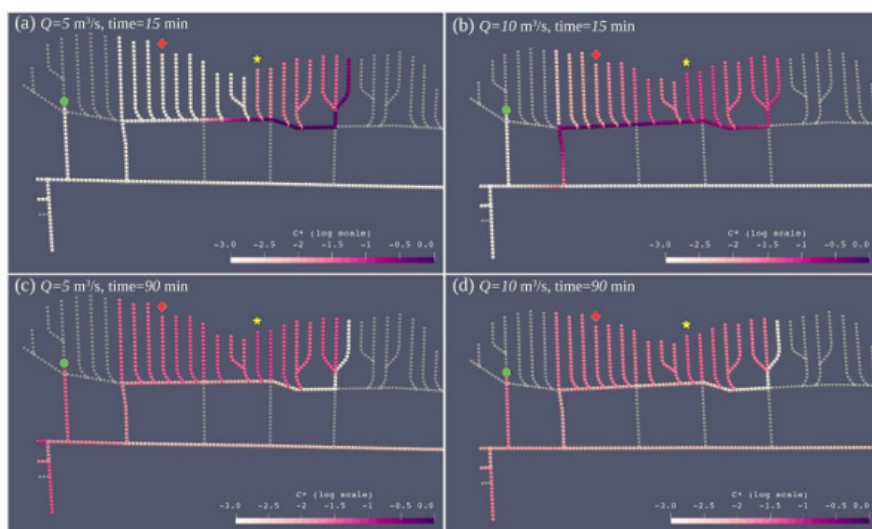 (a) Q=5 m³/s, time=15 min
(b) Q=10 m³/s, time=15 min
C* (log scale)
-3.0 -2.5 -2 -1.5 -1 -0.5 0.0
C* (log scale)
-3.0 -2.5 -2 -1.5 -1 -0.5 0.0
(c) Q=5 m³/s, time=90 min
(d) Q=10 m³/s, time=90 min
C* (log scale)
-3.0 -2.5 -2 -1.5 -1 -0.5 0.0
C* (log scale)
-3.0 -2.5 -2 -1.5 -1 -0.5 0.0